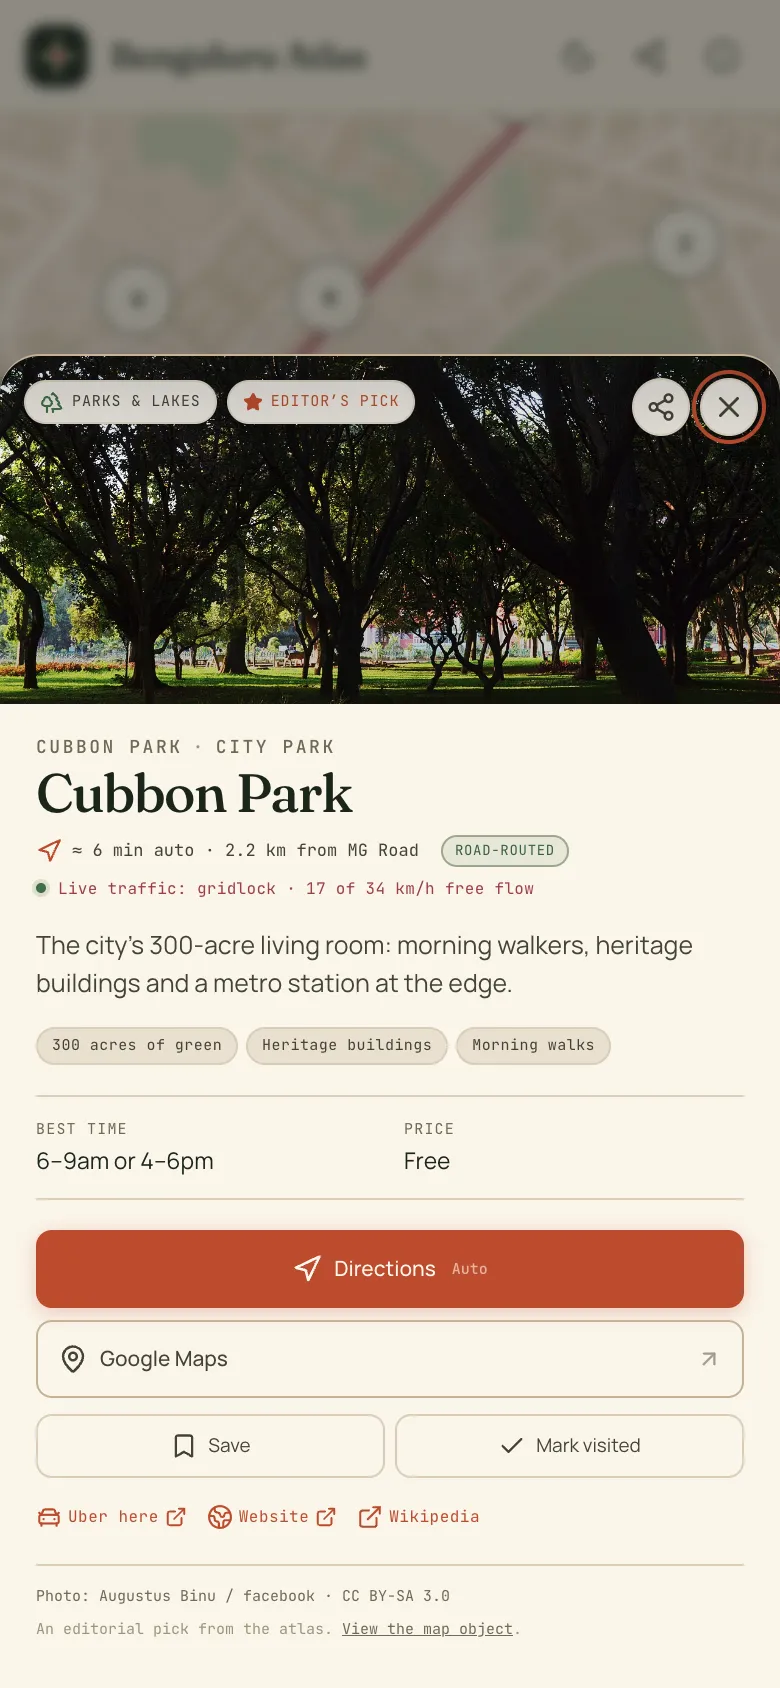 Bengaluru Atlas
PARKS & LAKES
EDITOR’S PICK
CUBBON PARK · CITY PARK
Cubbon Park
≈ 6 min auto · 2.2 km from MG Road
ROAD-ROUTED
Live traffic: gridlock · 17 of 34 km/h free flow
The city’s 300-acre living room: morning walkers, heritage
buildings and a metro station at the edge.
300 acres of green
Heritage buildings
Morning walks
BEST TIME
PRICE
6–9am or 4–6pm
Free
Directions Auto
Google Maps
Save
Mark visited
Uber here
Website
Wikipedia
Photo: Augustus Binu / facebook · CC BY-SA 3.0
An editorial pick from the atlas. View the map object.